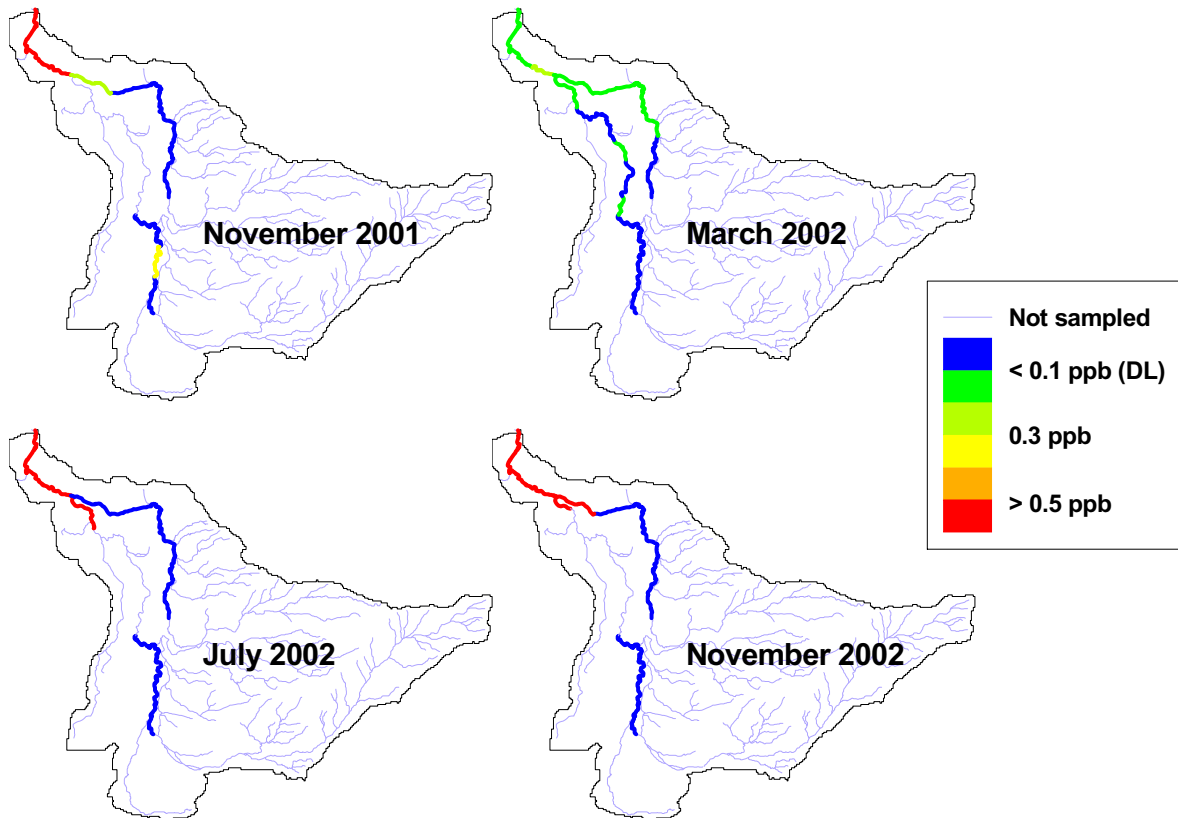 November 2001
March 2002
Not sampled
< 0.1 ppb (DL)
0.3 ppb
> 0.5 ppb
July 2002
November 2002